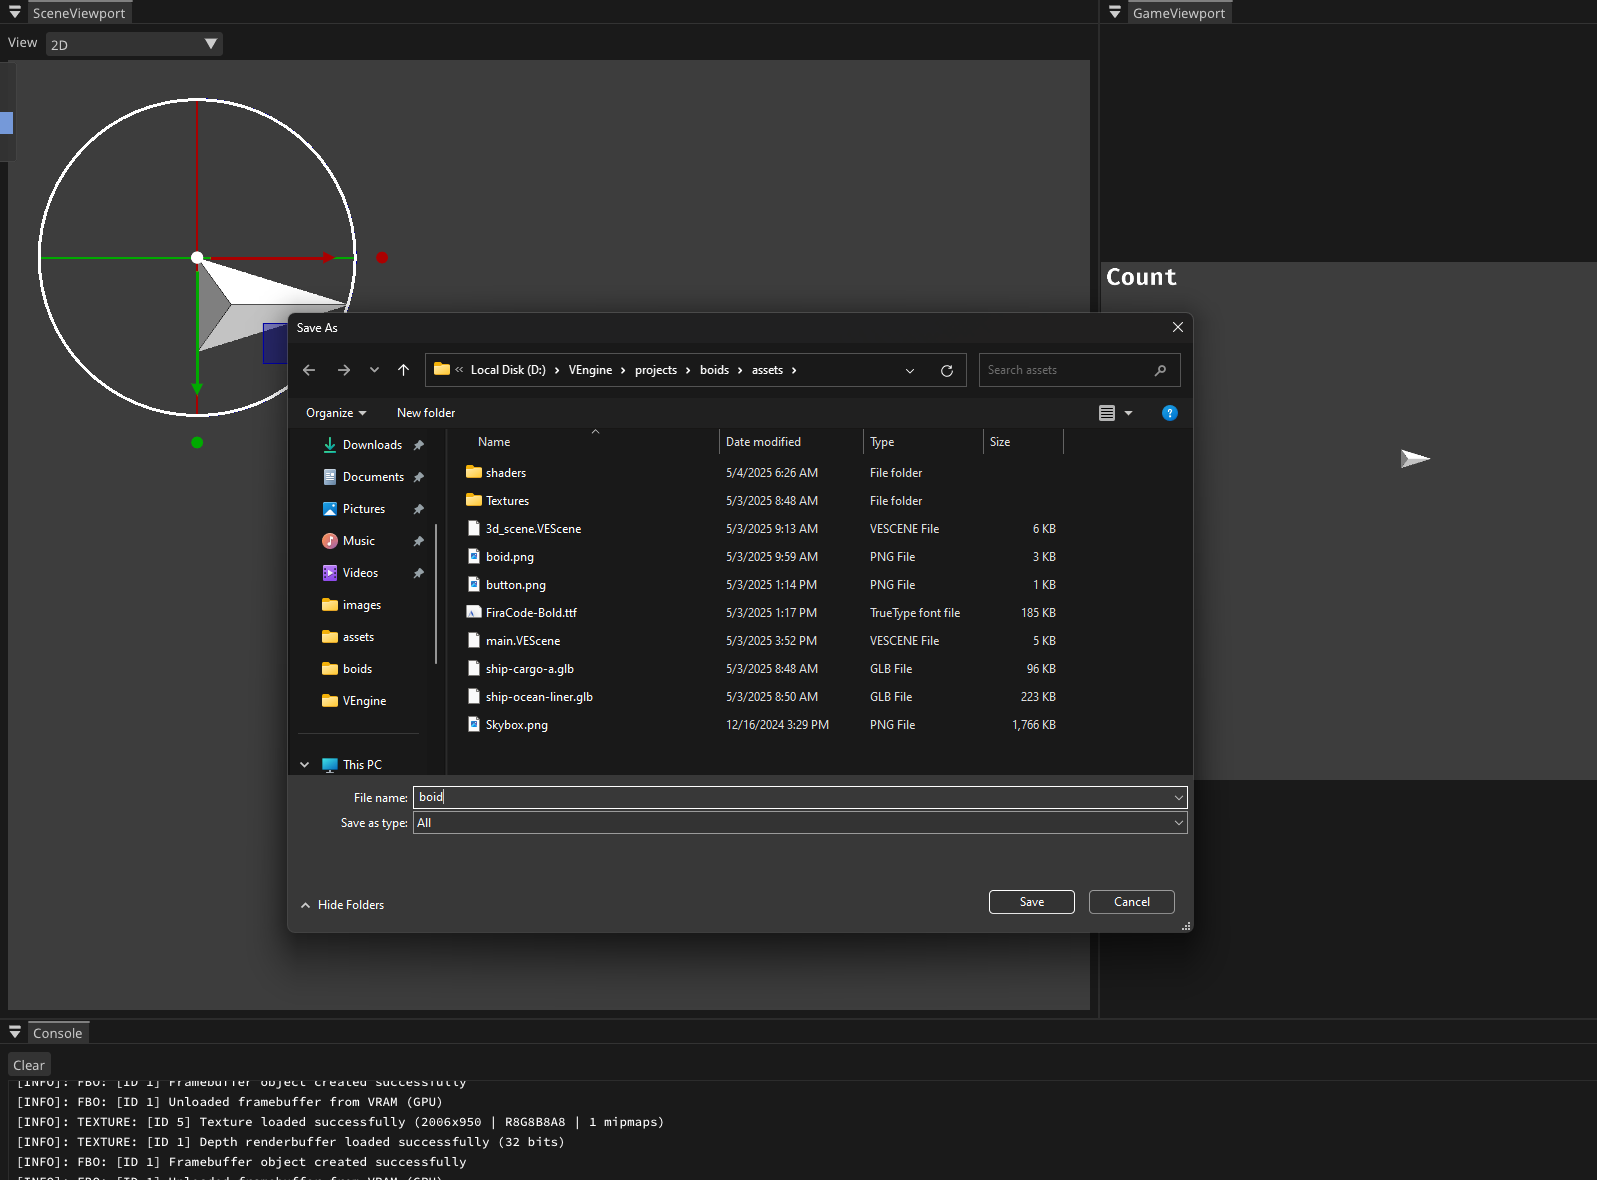 SceneViewport
GameViewport
View 2D
Count
Save As
« Local Disk (D:) › VEngine › projects › boids › assets ›
Search assets
Organize New folder
Downloads
Documents
Pictures
Music
Videos
images
assets
boids
VEngine
This PC
Name Date modified Type Size
shaders 5/4/2025 6:26 AM File folder
Textures 5/3/2025 8:48 AM File folder
3d_scene.VEScene 5/3/2025 9:13 AM VESCENE File 6 KB
boid.png 5/3/2025 9:59 AM PNG File 3 KB
button.png 5/3/2025 1:14 PM PNG File 1 KB
FiraCode-Bold.ttf 5/3/2025 1:17 PM TrueType font file 185 KB
main.VEScene 5/3/2025 3:52 PM VESCENE File 5 KB
ship-cargo-a.glb 5/3/2025 8:48 AM GLB File 96 KB
ship-ocean-liner.glb 5/3/2025 8:50 AM GLB File 223 KB
Skybox.png 12/16/2024 3:29 PM PNG File 1,766 KB
File name: boid
Save as type: All
Hide Folders
Save Cancel
Console
Clear
[INFO]: FBO: [ID 1] Framebuffer object created successfully
[INFO]: FBO: [ID 1] Unloaded framebuffer from VRAM (GPU)
[INFO]: TEXTURE: [ID 5] Texture loaded successfully (2006x950 | R8G8B8A8 | 1 mipmaps)
[INFO]: TEXTURE: [ID 1] Depth renderbuffer loaded successfully (32 bits)
[INFO]: FBO: [ID 1] Framebuffer object created successfully
[INFO]: FBO: [ID 1] Unloaded framebuffer from VRAM (GPU)